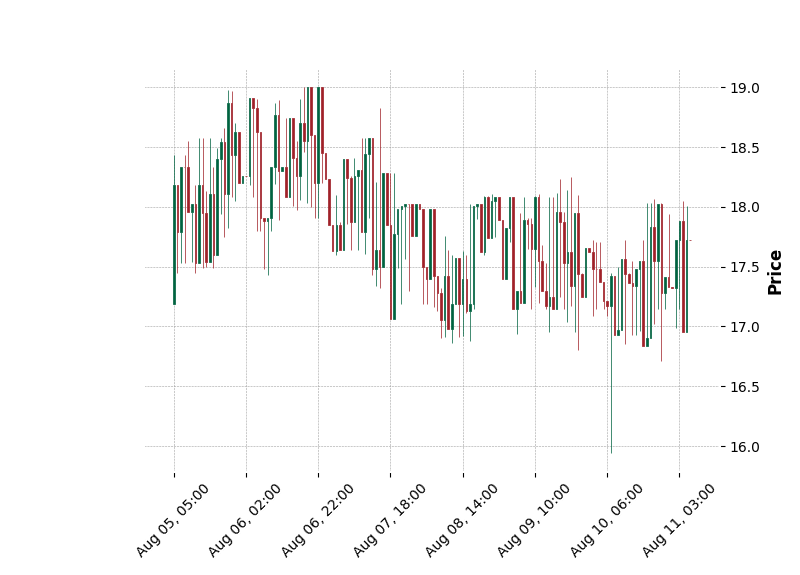 19.0
18.5
18.0
17.5
17.0
16.5
16.0
Price
Aug 05, 05:00
Aug 06, 02:00
Aug 06, 22:00
Aug 07, 18:00
Aug 08, 14:00
Aug 09, 10:00
Aug 10, 06:00
Aug 11, 03:00